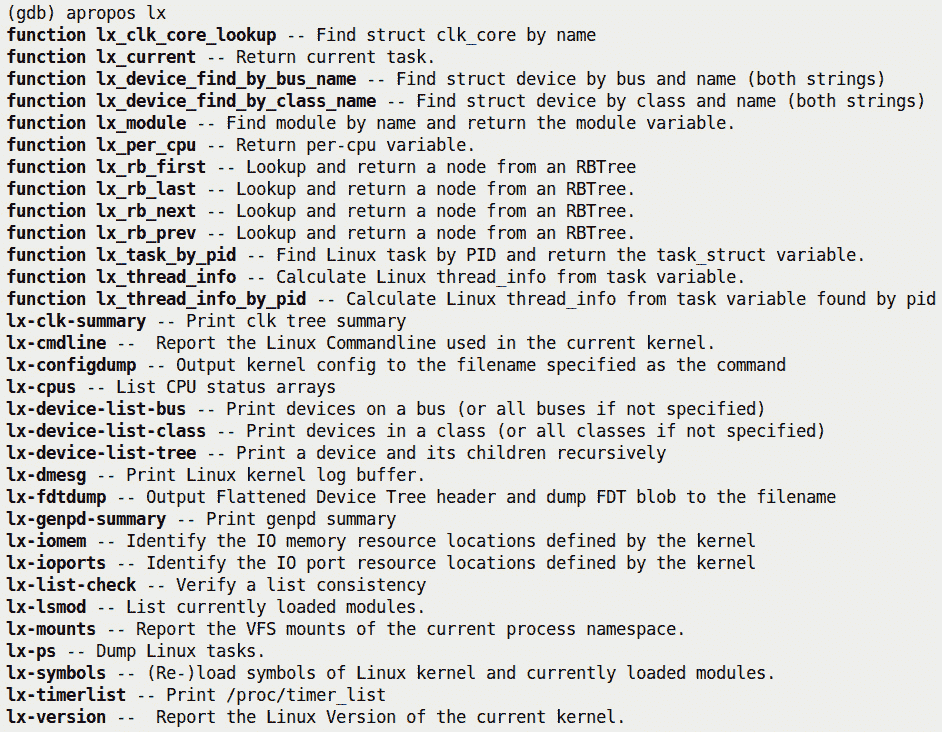 (gdb) apropos lx
function lx_clk_core_lookup -- Find struct clk_core by name
function lx_current -- Return current task.
function lx_device_find_by_bus_name -- Find struct device by bus and name (both strings)
function lx_device_find_by_class_name -- Find struct device by class and name (both strings)
function lx_module -- Find module by name and return the module variable.
function lx_per_cpu -- Return per-cpu variable.
function lx_rb_first -- Lookup and return a node from an RBTree
function lx_rb_last -- Lookup and return a node from an RBTree.
function lx_rb_next -- Lookup and return a node from an RBTree.
function lx_rb_prev -- Lookup and return a node from an RBTree.
function lx_task_by_pid -- Find Linux task by PID and return the task_struct variable.
function lx_thread_info -- Calculate Linux thread_info from task variable.
function lx_thread_info_by_pid -- Calculate Linux thread_info from task variable found by pid
lx-clk-summary -- Print clk tree summary
lx-cmdline --  Report the Linux Commandline used in the current kernel.
lx-configdump -- Output kernel config to the filename specified as the command
lx-cpus -- List CPU status arrays
lx-device-list-bus -- Print devices on a bus (or all buses if not specified)
lx-device-list-class -- Print devices in a class (or all classes if not specified)
lx-device-list-tree -- Print a device and its children recursively
lx-dmesg -- Print Linux kernel log buffer.
lx-fdtdump -- Output Flattened Device Tree header and dump FDT blob to the filename
lx-genpd-summary -- Print genpd summary
lx-iomem -- Identify the IO memory resource locations defined by the kernel
lx-ioports -- Identify the IO port resource locations defined by the kernel
lx-list-check -- Verify a list consistency
lx-lsmod -- List currently loaded modules.
lx-mounts -- Report the VFS mounts of the current process namespace.
lx-ps -- Dump Linux tasks.
lx-symbols -- (Re-)load symbols of Linux kernel and currently loaded modules.
lx-timerlist -- Print /proc/timer_list
lx-version --  Report the Linux Version of the current kernel.